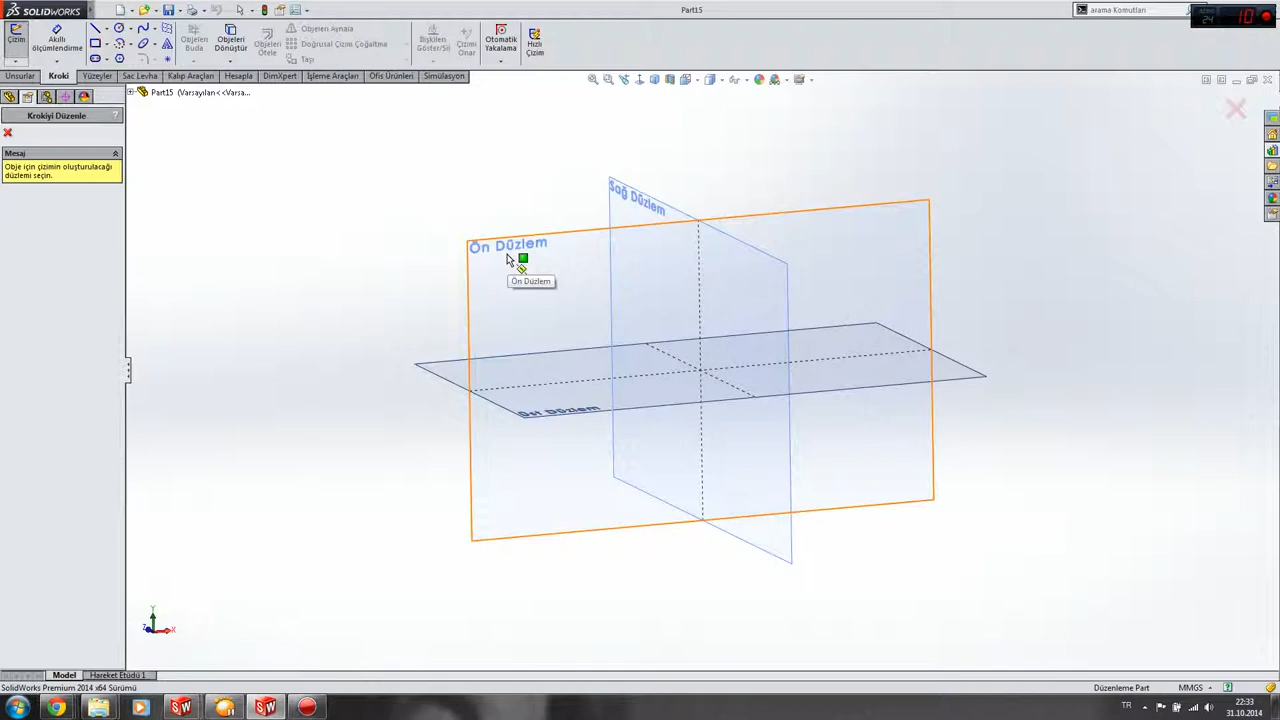 SOLIDWORKS
Part15
arama Komutları
24
10
Çizim
Akıllı
ölçümlendirme
Objeleri
Buda
Objeleri
Dönüştür
Objeleri
Ötele
Objeleri Aynala
Doğrusal Çizim Çoğaltma
Taşı
İlişkileri
Göster/Sil
Çizimi
Onar
Otomatik
Yakalama
Hızlı
Çizim
Unsurlar
Kroki
Yüzeyler
Sac Levha
Kalıp Araçları
Hesapla
DimXpert
İşleme Araçları
Ofis Ürünleri
Simülasyon
Part15 (Varsayılan<<Varsa...
Krokiyi Düzenle
?
Mesaj
Obje için çizimin oluşturulacağı
düzlemi seçin.
Sağ Düzlem
Ön Düzlem
Ön Düzlem
Üst Düzlem
Y
Z
X
Model
Hareket Etüdü 1
SolidWorks Premium 2014 x64 Sürümü
Düzenleme Part
MMGS
?
TR
22:33
31.10.2014